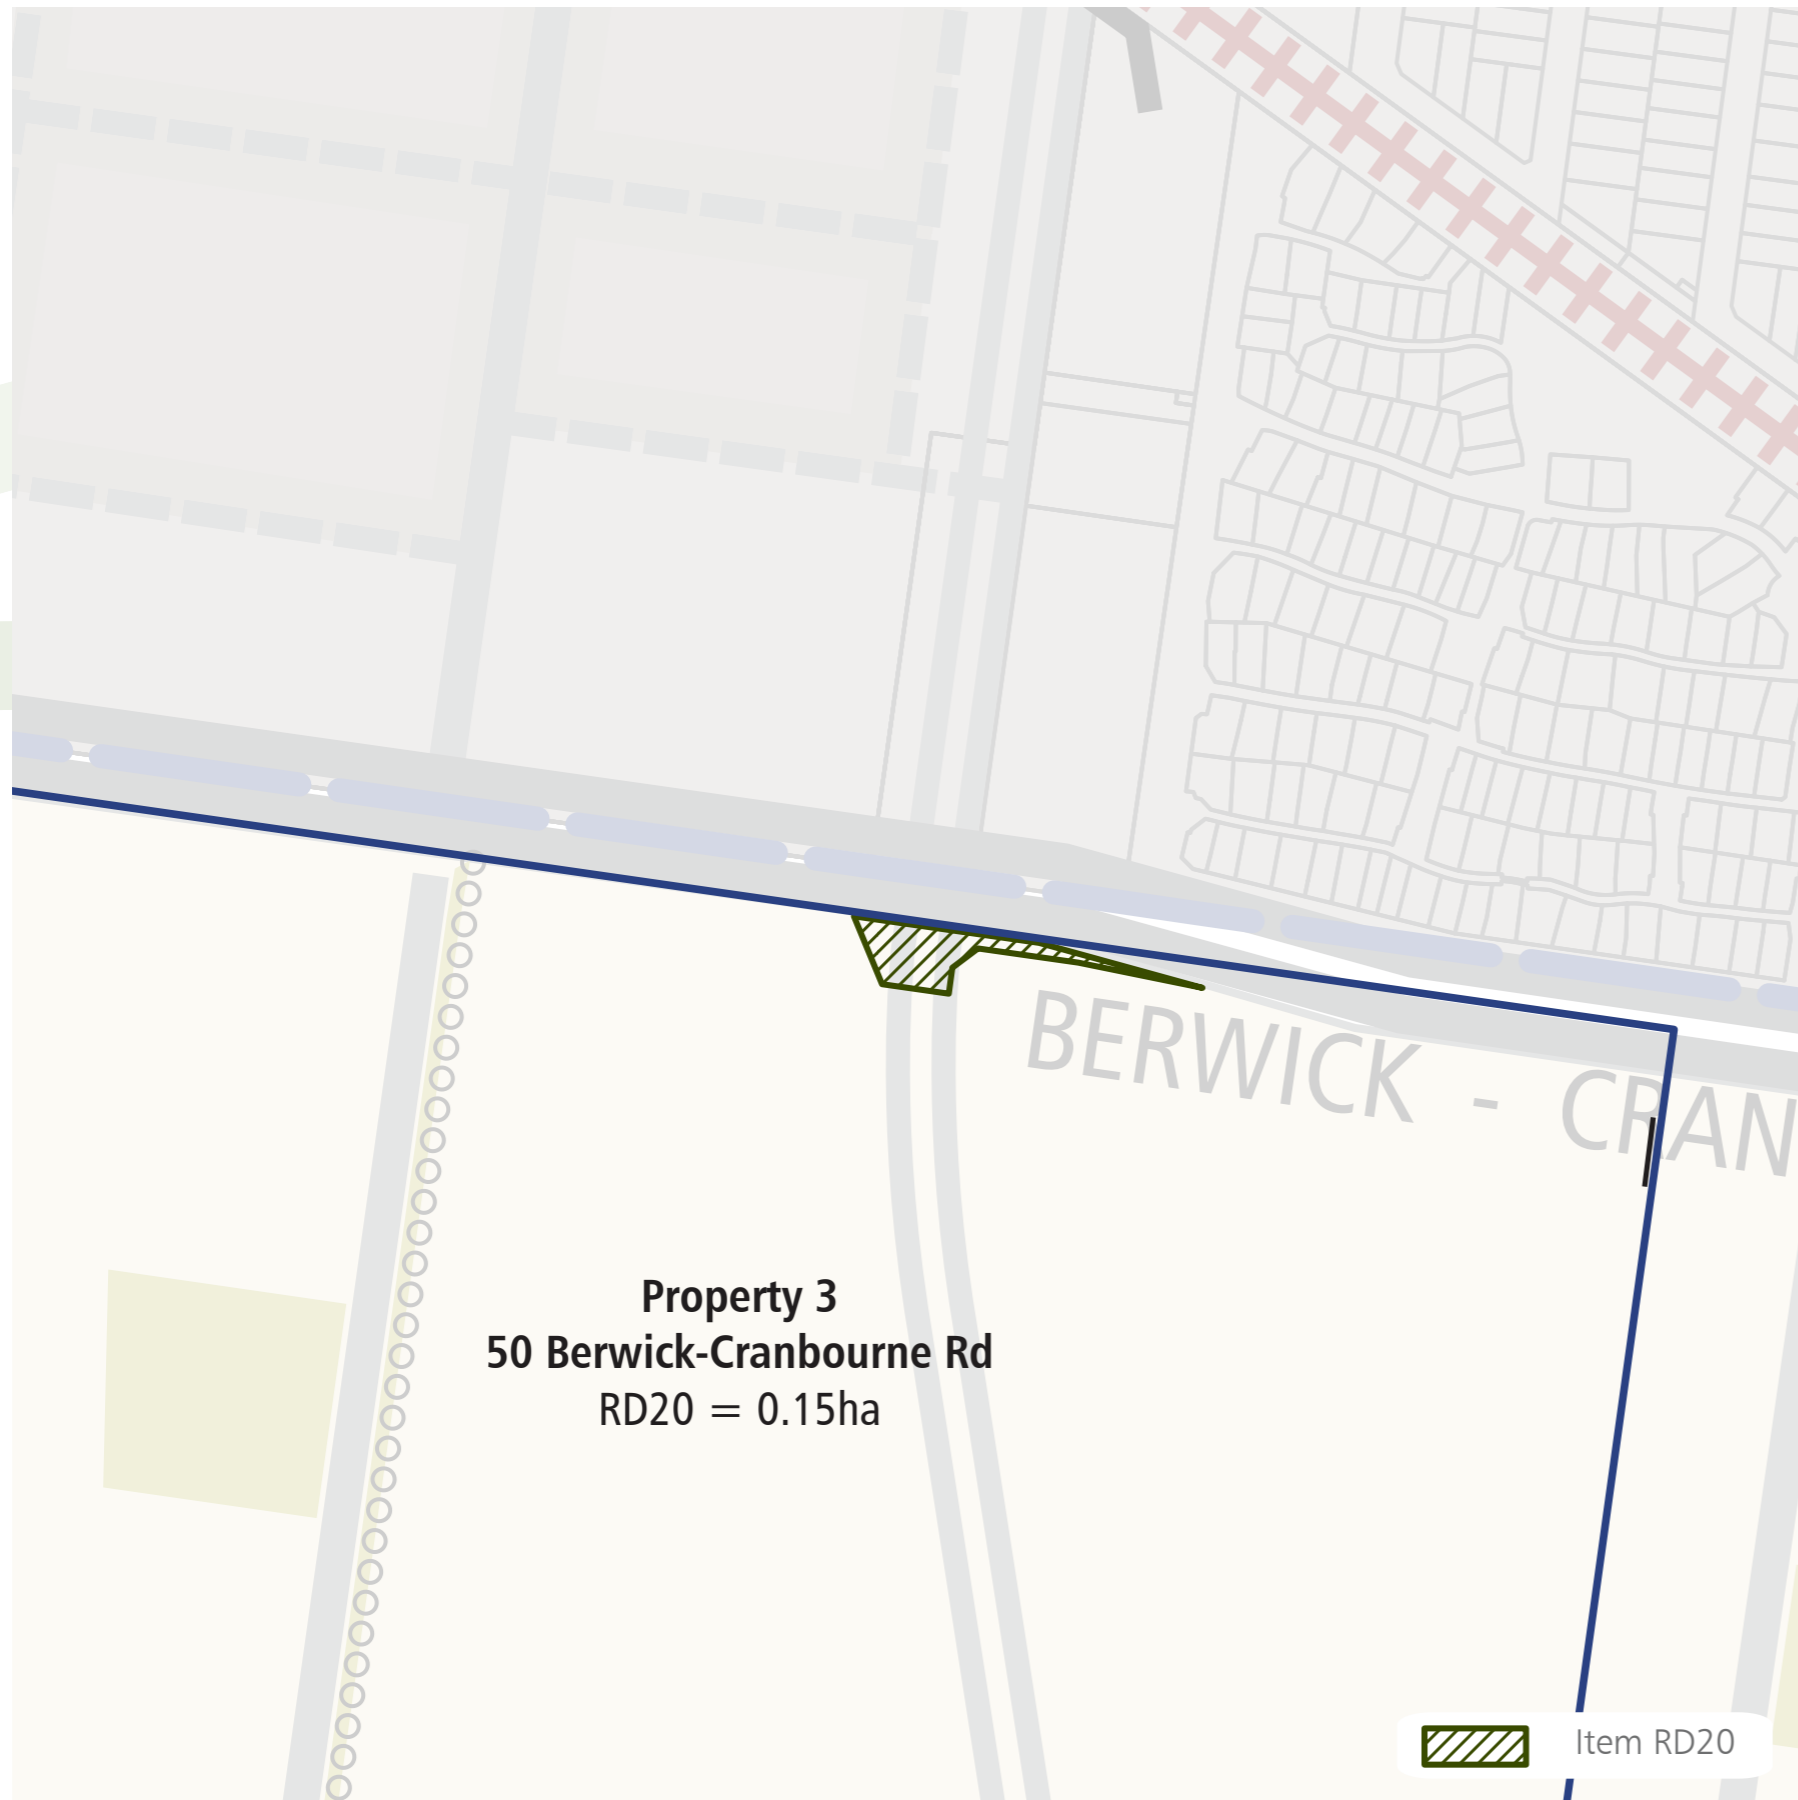 BERWICK - CRAN
Property 3
50 Berwick-Cranbourne Rd
RD20 = 0.15ha
Item RD20